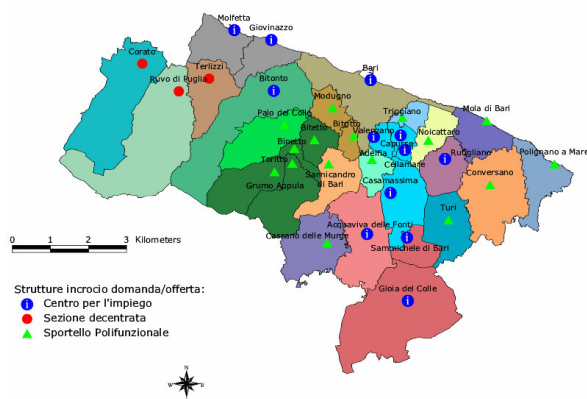 Molfetta
Giovinazzo
Corato
Terlizzi
Ruvo di Puglia
Bitonto
Bari
Palo del Colle
Modugno
Triggiano
Mola di Bari
Bitetto
Bitritto
Valenzano
Capurso
Noicattaro
Binetto
Adelfia
Cellamare
Rutigliano
Polignano a Mare
Toritto
Grumo Appula
Sannicandro
di Bari
Casamassima
Conversano
Acquaviva delle Fonti
Turi
Cassano delle Murge
Sammichele di Bari
Gioia del Colle
0 1 2 3 Kilometers
Strutture incrocio domanda/offerta:
Centro per l'impiego
Sezione decentrata
Sportello Polifunzionale
N
W E
S